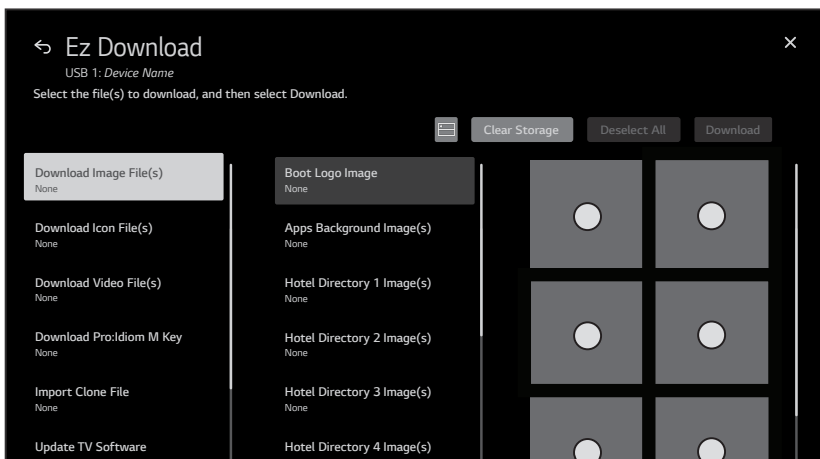 Ez Download
USB 1: Device Name
Select the file(s) to download, and then select Download.
Clear Storage
Deselect All
Download
Download Image File(s)
None
Download Icon File(s)
None
Download Video File(s)
None
Download Pro:Idiom M Key
None
Import Clone File
None
Update TV Software
Boot Logo Image
None
Apps Background Image(s)
None
Hotel Directory 1 Image(s)
None
Hotel Directory 2 Image(s)
None
Hotel Directory 3 Image(s)
None
Hotel Directory 4 Image(s)